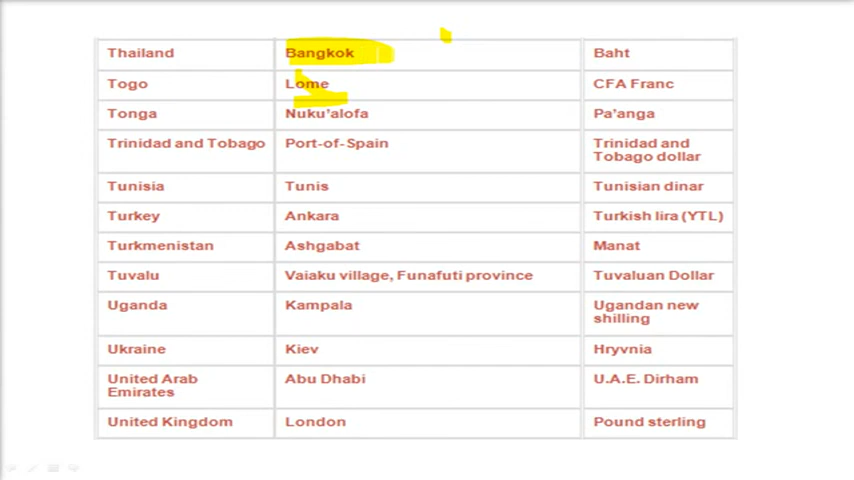 Thailand Bangkok Baht
Togo Lome CFA Franc
Tonga Nuku'alofa Pa'anga
Trinidad and Tobago Port-of-Spain Trinidad and
Tobago dollar
Tunisia Tunis Tunisian dinar
Turkey Ankara Turkish lira (YTL)
Turkmenistan Ashgabat Manat
Tuvalu Vaiaku village, Funafuti province Tuvaluan Dollar
Uganda Kampala Ugandan new
shilling
Ukraine Kiev Hryvnia
United Arab
Emirates Abu Dhabi U.A.E. Dirham
United Kingdom London Pound sterling